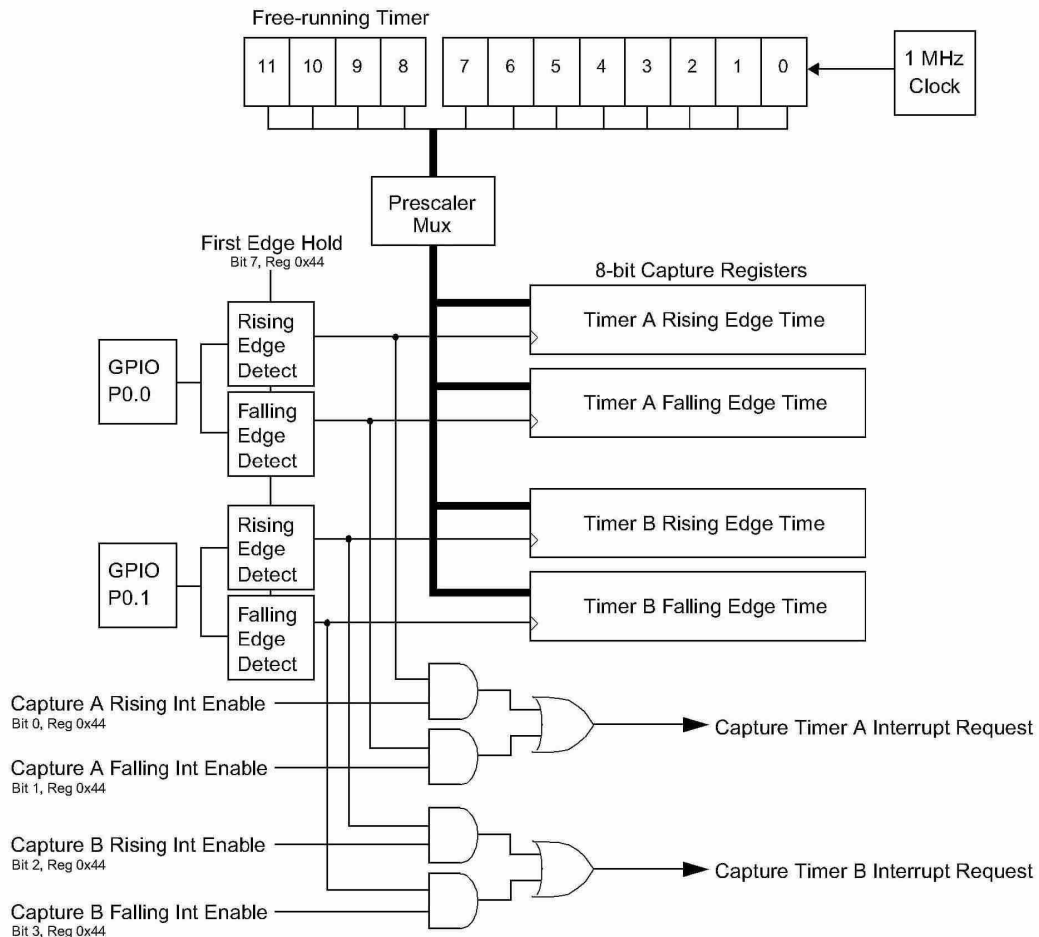 Free-running Timer
11 10 9 8 7 6 5 4 3 2 1 0
1 MHz
Clock
Prescaler
Mux
First Edge Hold
Bit 7, Reg 0x44
8-bit Capture Registers
Rising
Edge
Detect
Timer A Rising Edge Time
GPIO
P0.0
Falling
Edge
Detect
Timer A Falling Edge Time
Rising
Edge
Detect
Timer B Rising Edge Time
GPIO
P0.1
Falling
Edge
Detect
Timer B Falling Edge Time
Capture A Rising Int Enable
Bit 0, Reg 0x44
Capture Timer A Interrupt Request
Capture A Falling Int Enable
Bit 1, Reg 0x44
Capture B Rising Int Enable
Bit 2, Reg 0x44
Capture Timer B Interrupt Request
Capture B Falling Int Enable
Bit 3, Reg 0x44